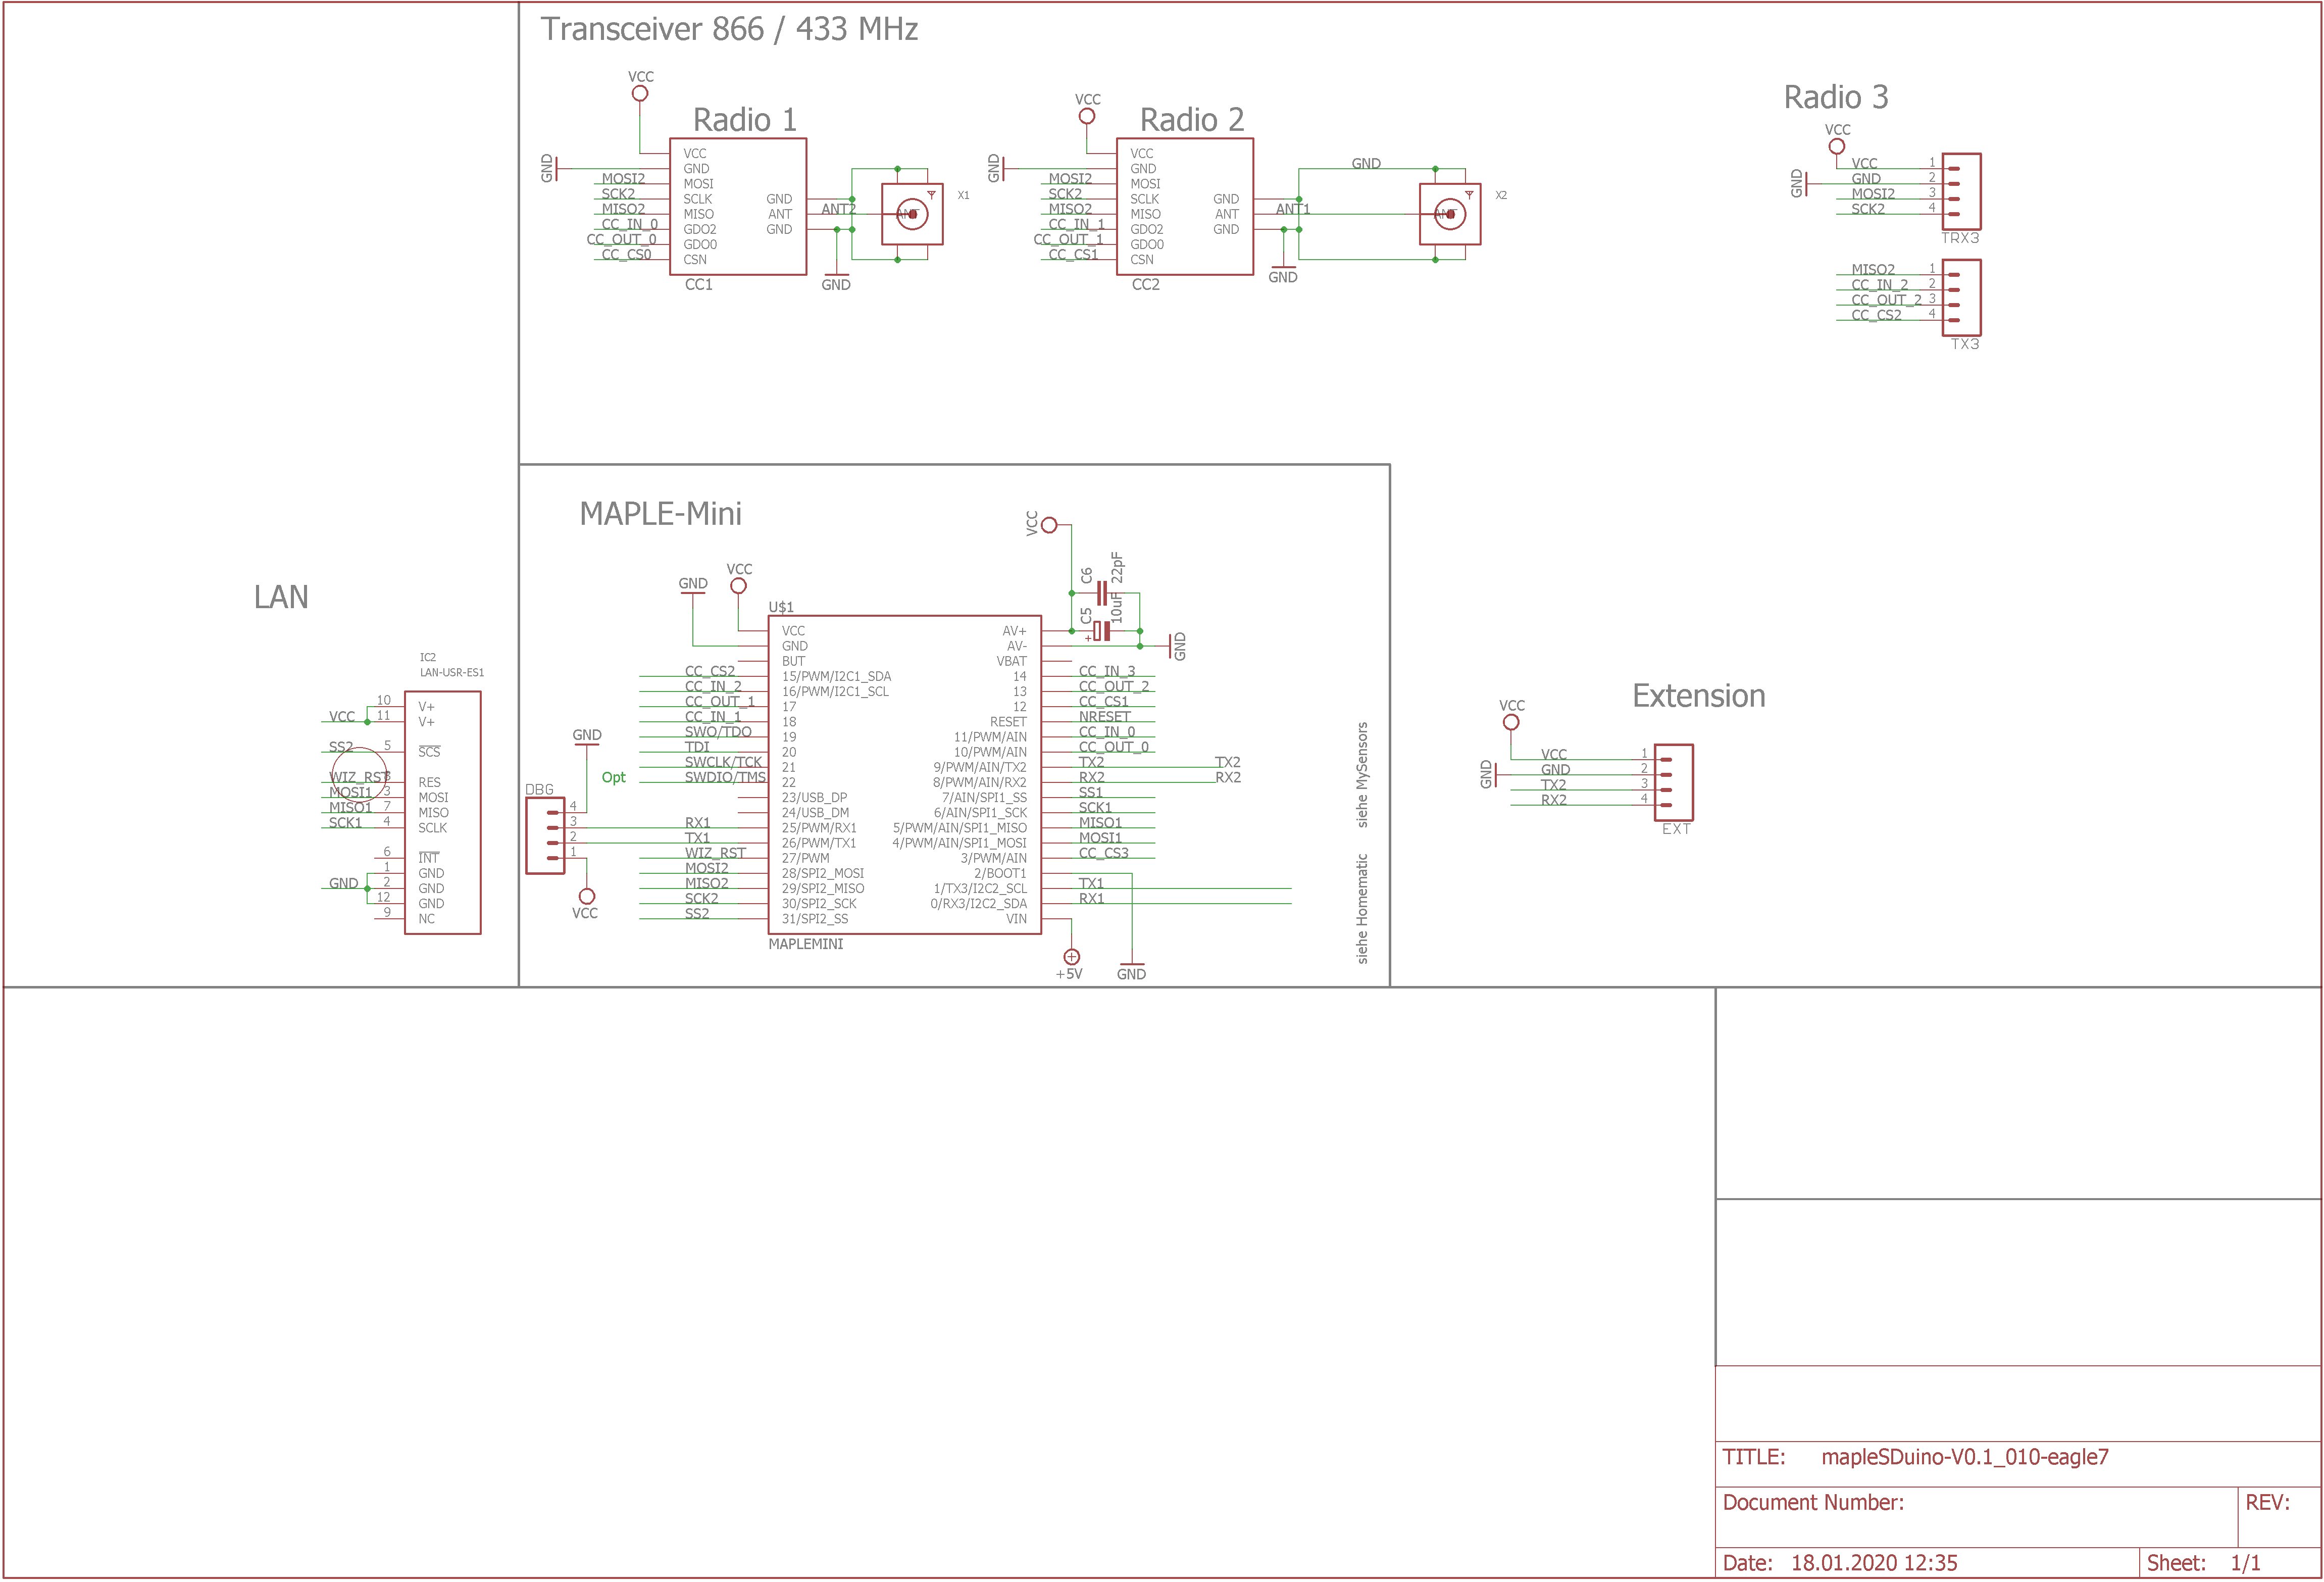 Transceiver 866 / 433 MHz
VCC
Radio 1
GND
VCC
GND
MOSI2 MOSI
SCK2 SCLK GND
MISO2 MISO ANT ANT2 ANT X1
CC_IN_0 GDO2 GND
CC_OUT_0 GDO0
CC_CS0 CSN
CC1
GND
VCC
Radio 2
GND
VCC
GND GND
MOSI2 MOSI
SCK2 SCLK GND
MISO2 MISO ANT ANT1 ANT X2
CC_IN_1 GDO2 GND
CC_OUT_1 GDO0
CC_CS1 CSN
CC2
GND
Radio 3
VCC
GND
VCC 1
GND 2
MOSI2 3
SCK2 4
TRX3
MISO2 1
CC_IN_2 2
CC_OUT_2 3
CC_CS2 4
TX3
LAN
IC2
LAN-USR-ES1
10 V+
VCC 11 V+
SS2 5 SCS
WIZ_RST 8 RES
MOSI1 3 MOSI
MISO1 7 MISO
SCK1 4 SCLK
6 INT
1 GND
GND 2 GND
12 GND
9 NC
MAPLE-Mini
VCC
C6 22pF
C5 10uF
+
GND
GND
VCC
U$1
VCC AV+
GND AV-
BUT VBAT
CC_CS2 15/PWM/I2C1_SDA 14 CC_IN_3
CC_IN_2 16/PWM/I2C1_SCL 13 CC_OUT_2
CC_OUT_1 17 12 CC_CS1
CC_IN_1 18 RESET NRESET
SWO/TDO 19 11/PWM/AIN CC_IN_0
TDI 20 10/PWM/AIN CC_OUT_0
SWCLK/TCK 21 9/PWM/AIN/TX2 TX2 TX2
Opt SWDIO/TMS 22 8/PWM/AIN/RX2 RX2 RX2
23/USB_DP 7/AIN/SPI1_SS SS1
24/USB_DM 6/AIN/SPI1_SCK SCK1
RX1 25/PWM/RX1 5/PWM/AIN/SPI1_MISO MISO1
TX1 26/PWM/TX1 4/PWM/AIN/SPI1_MOSI MOSI1
WIZ_RST 27/PWM 3/PWM/AIN CC_CS3
MOSI2 28/SPI2_MOSI 2/BOOT1
MISO2 29/SPI2_MISO 1/TX3/I2C2_SCL TX1
SCK2 30/SPI2_SCK 0/RX3/I2C2_SDA RX1
SS2 31/SPI2_SS VIN
MAPLEMINI
+5V
GND
GND
DBG
4
3
2
1
VCC
siehe MySensors
siehe Homematic
Extension
VCC
GND
VCC 1
GND 2
TX2 3
RX2 4
EXT
TITLE: mapleSDuino-V0.1_010-eagle7
Document Number:
REV:
Date: 18.01.2020 12:35
Sheet: 1/1